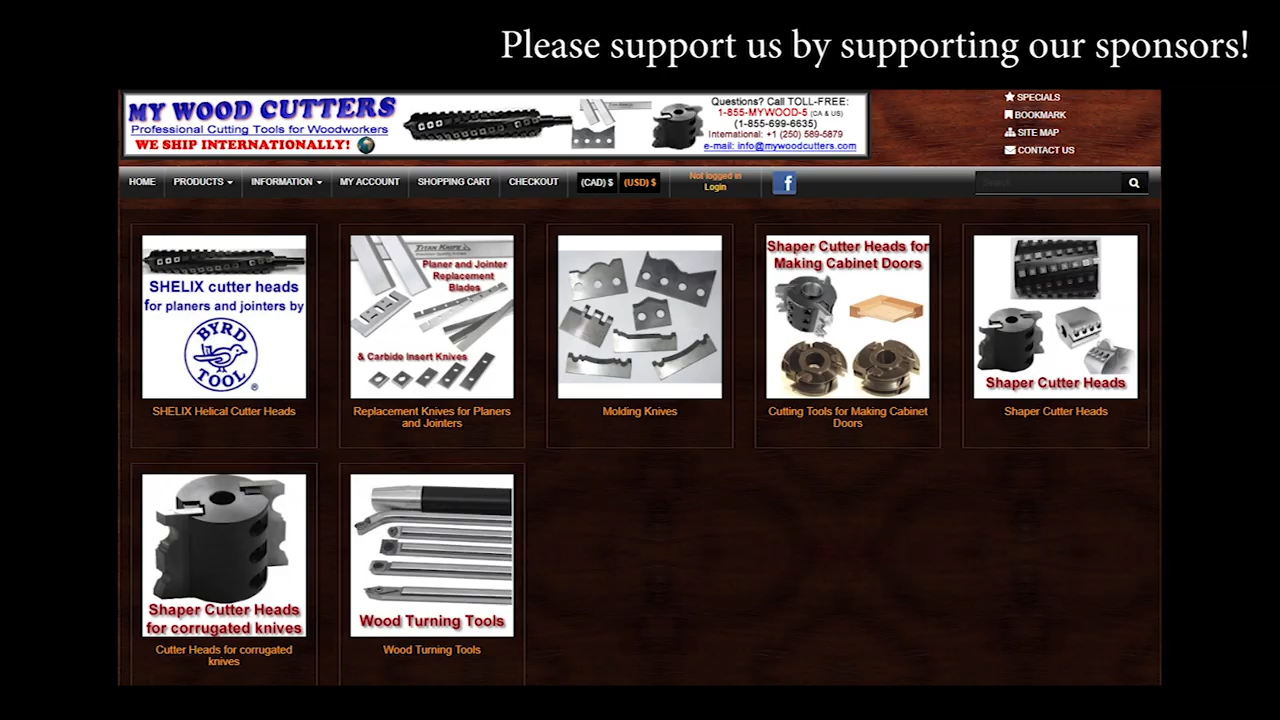 Please support us by supporting our sponsors!
MY WOOD CUTTERS
Professional Cutting Tools for Woodworkers
WE SHIP INTERNATIONALLY!
Questions? Call TOLL-FREE:
1-855-MYWOOD-5 (CA & US)
(1-855-699-6635)
International: +1 (250) 589-5879
e-mail: info@mywoodcutters.com
SPECIALS
BOOKMARK
SITE MAP
CONTACT US
HOME
PRODUCTS
INFORMATION
MY ACCOUNT
SHOPPING CART
CHECKOUT
(CAD) $
(USD) $
Not logged in
Login
f
Search
SHELIX cutter heads
for planers and jointers by
BYRD
TOOL
®
SHELIX Helical Cutter Heads
TITAN KNIFE
Planer and Jointer
Replacement
Blades
& Carbide Insert Knives
Replacement Knives for Planers
and Jointers
Molding Knives
Shaper Cutter Heads for
Making Cabinet Doors
Cutting Tools for Making Cabinet
Doors
Shaper Cutter Heads
Shaper Cutter Heads
Shaper Cutter Heads
for corrugated knives
Cutter Heads for corrugated
knives
Wood Turning Tools
Wood Turning Tools